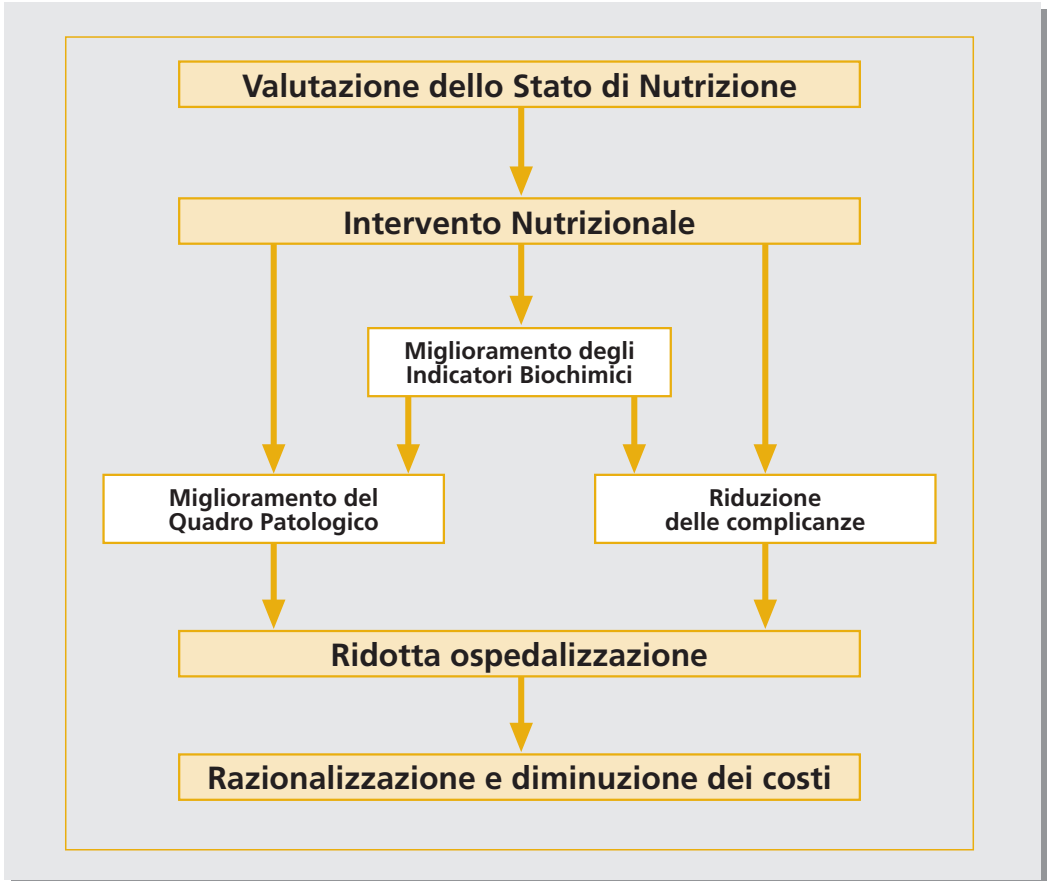 Valutazione dello Stato di Nutrizione
Intervento Nutrizionale
Miglioramento degli
Indicatori Biochimici
Miglioramento del
Quadro Patologico
Riduzione
delle complicanze
Ridotta ospedalizzazione
Razionalizzazione e diminuzione dei costi